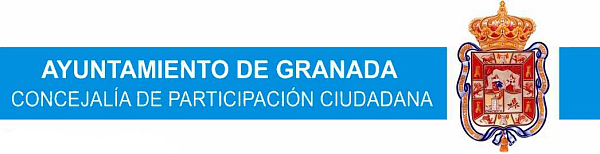 AYUNTAMIENTO DE GRANADA
CONCEJALÍA DE PARTICIPACIÓN CIUDADANA